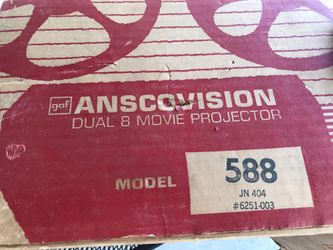 gaf ANSCOVISION
DUAL 8 MOVIE PROJECTOR
MODEL 588
JN 404
#6251-003